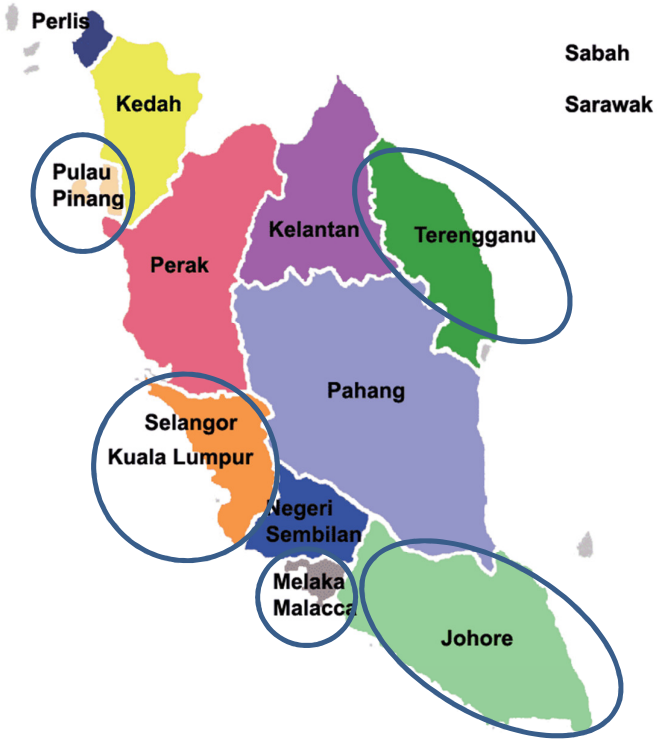 Perlis
Sabah
Kedah
Sarawak
Pulau
Pinang
Kelantan
Terengganu
Perak
Pahang
Selangor
Kuala Lumpur
Negeri
Sembilan
Melaka
Malacca
Johore